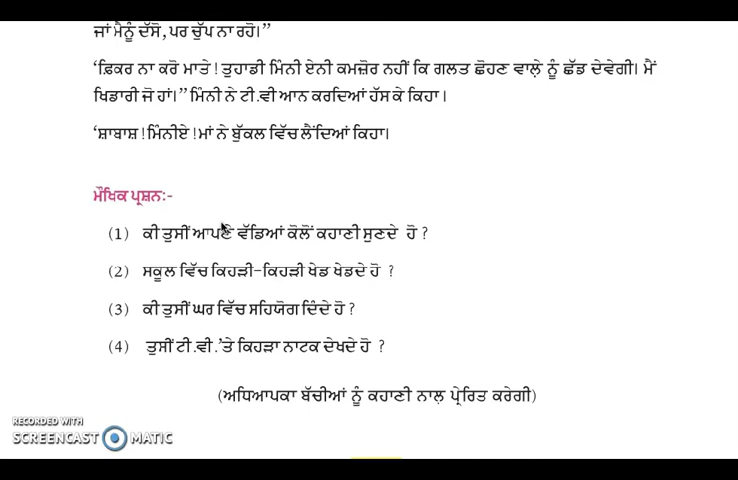 ਜਾਂ ਮੈਨੂੰ ਦੱਸੋ, ਪਰ ਚੁੱਪ ਨਾ ਰਹੋ।”
‘ਫ਼ਿਕਰ ਨਾ ਕਰੋ ਮਾਤੇ ! ਤੁਹਾਡੀ ਮਿੰਨੀ ਏਨੀ ਕਮਜ਼ੋਰ ਨਹੀਂ ਕਿ ਗਲਤ ਛੋਹਣ ਵਾਲ਼ੇ ਨੂੰ ਛੱਡ ਦੇਵੇਗੀ। ਮੈਂ
ਖਿਡਾਰੀ ਜੋ ਹਾਂ।” ਮਿੰਨੀ ਨੇ ਟੀ.ਵੀ ਆਨ ਕਰਦਿਆਂ ਹੱਸ ਕੇ ਕਿਹਾ।
‘ਸ਼ਾਬਾਸ਼ ! ਮਿੰਨੀਏ ! ਮਾਂ ਨੇ ਬੁੱਕਲ ਵਿੱਚ ਲੈਂਦਿਆਂ ਕਿਹਾ।
ਮੌਖਿਕ ਪ੍ਰਸ਼ਨ:-
(1) ਕੀ ਤੁਸੀਂ ਆਪਣੇ ਵੱਡਿਆਂ ਕੋਲੋਂ ਕਹਾਣੀ ਸੁਣਦੇ ਹੋ ?
(2) ਸਕੂਲ ਵਿੱਚ ਕਿਹੜੀ-ਕਿਹੜੀ ਖੇਡ ਖੇਡਦੇ ਹੋ ?
(3) ਕੀ ਤੁਸੀਂ ਘਰ ਵਿੱਚ ਸਹਿਯੋਗ ਦਿੰਦੇ ਹੋ ?
(4) ਤੁਸੀਂ ਟੀ.ਵੀ.’ਤੇ ਕਿਹੜਾ ਨਾਟਕ ਦੇਖਦੇ ਹੋ ?
(ਅਧਿਆਪਕਾ ਬੱਚੀਆਂ ਨੂੰ ਕਹਾਣੀ ਨਾਲ਼ ਪ੍ਰੇਰਿਤ ਕਰੇਗੀ)
RECORDED WITH
SCREENCAST MATIC